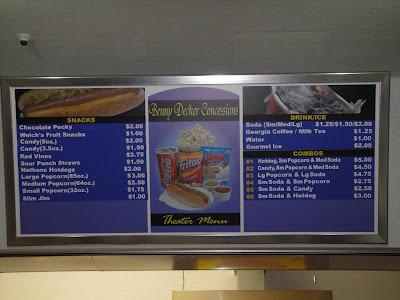 SNACKS
Chocolate Pocky $2.00
Welch's Fruit Snacks $1.00
Candy(8oz.) $2.00
Candy(3.5oz.) $1.50
Red Vines $2.75
Sour Punch Straws $1.50
Nathans Hotdogs $2.00
Large Popcorn(85oz.) $3.00
Medium Popcorn(64oz.) $2.50
Small Popcorn(32oz.) $1.75
Slim Jim $1.00
Benny Decker Concessions
Coca-Cola
Fritos
Theater Menu
DRINK/ICE
Soda (Sm/Med/Lg) $1.25/$1.50/$2.00
Georgia Coffee / Milk Tea $1.25
Water $1.00
Gourmet Ice $2.00
COMBOS
#1 Hotdog, Sm Popcorn & Med Soda $5.00
#2 Candy, Sm Popcorn & Med Soda $4.50
#3 Lg Popcorn & Lg Soda $4.75
#4 Sm Soda & Sm Popcorn $2.75
#5 Sm Soda & Candy $2.50
#6 Sm Soda & Hotdog $3.00